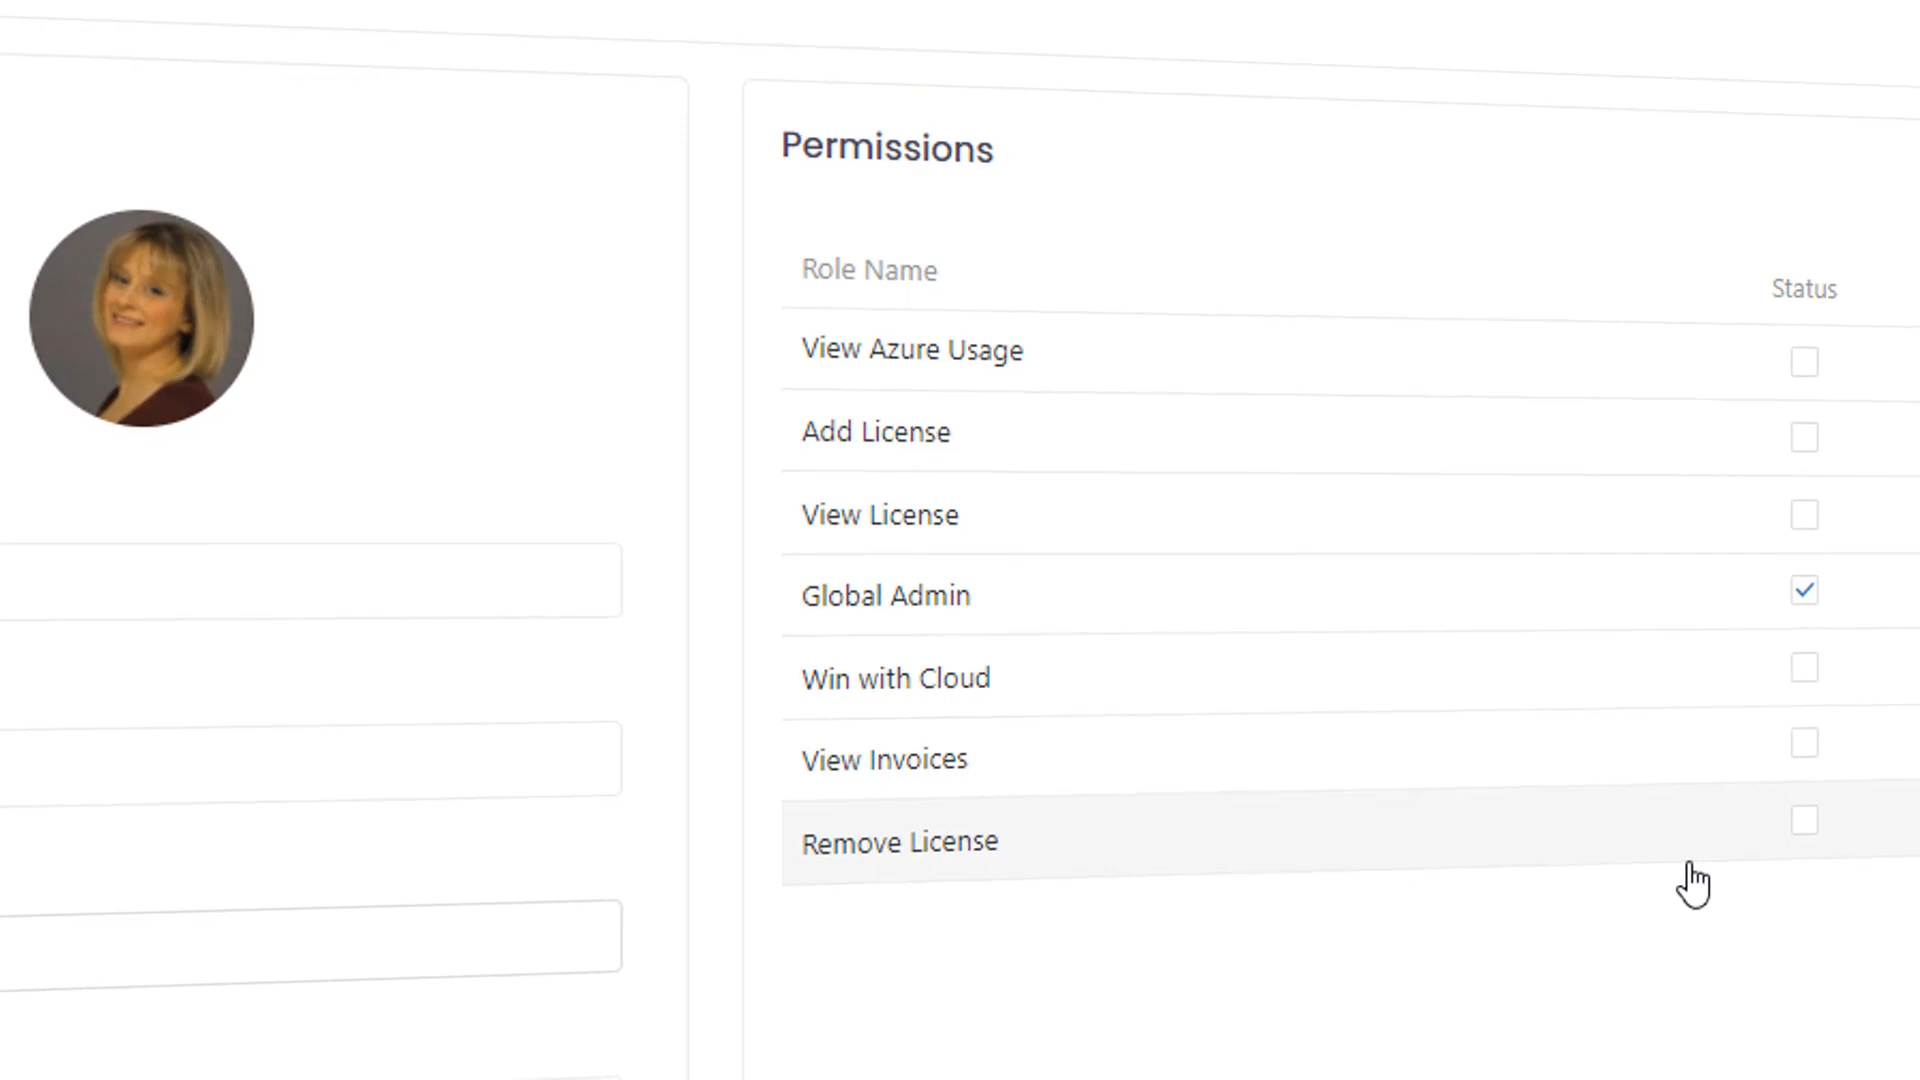 Permissions
Role Name
Status
View Azure Usage
Add License
View License
Global Admin
Win with Cloud
View Invoices
Remove License